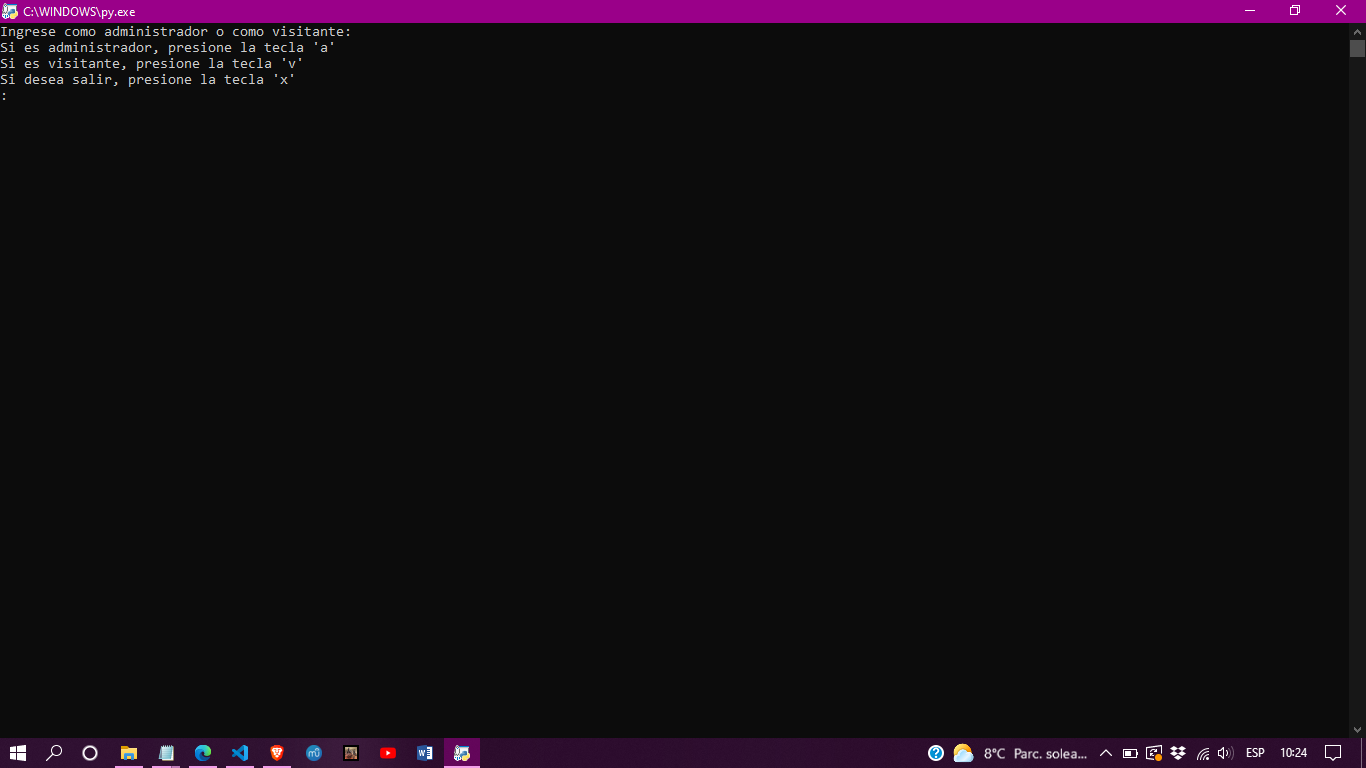 C:\WINDOWS\py.exe
Ingrese como administrador o como visitante:
Si es administrador, presione la tecla 'a'
Si es visitante, presione la tecla 'v'
Si desea salir, presione la tecla 'x'
:
8°C Parc. solea... ESP 10:24